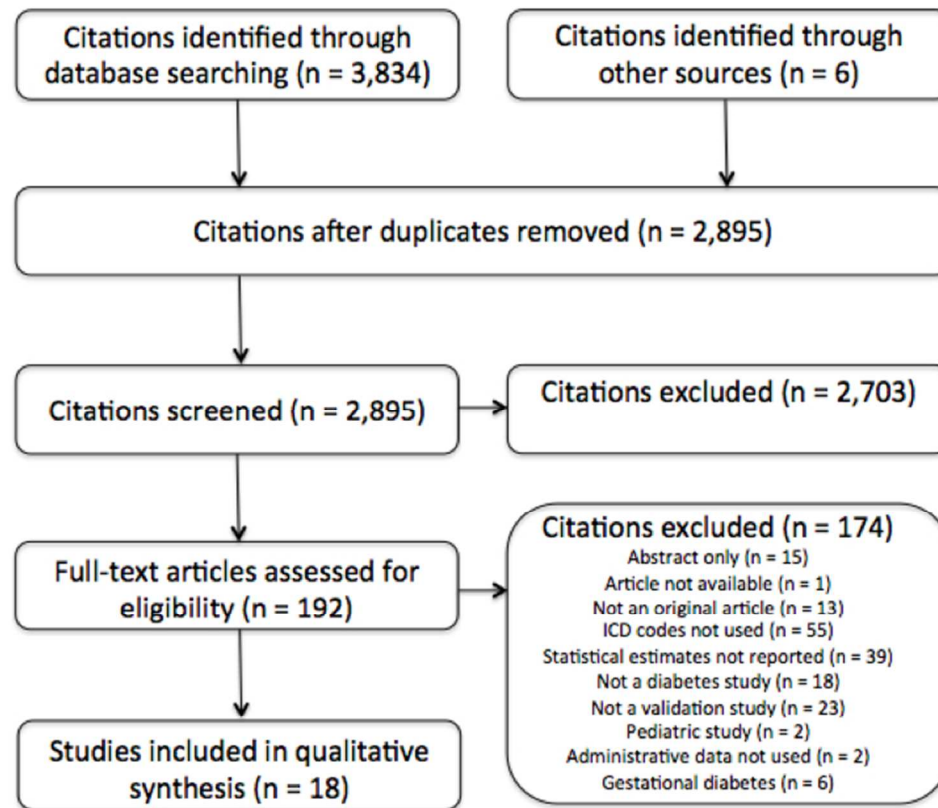 Citations identified through
database searching (n = 3,834)
Citations identified through
other sources (n = 6)
Citations after duplicates removed (n = 2,895)
Citations screened (n = 2,895)
Citations excluded (n = 2,703)
Full-text articles assessed for
eligibility (n = 192)
Citations excluded (n = 174)
Abstract only (n = 15)
Article not available (n = 1)
Not an original article (n = 13)
ICD codes not used (n = 55)
Statistical estimates not reported (n = 39)
Not a diabetes study (n = 18)
Not a validation study (n = 23)
Pediatric study (n = 2)
Administrative data not used (n = 2)
Gestational diabetes (n = 6)
Studies included in qualitative
synthesis (n = 18)